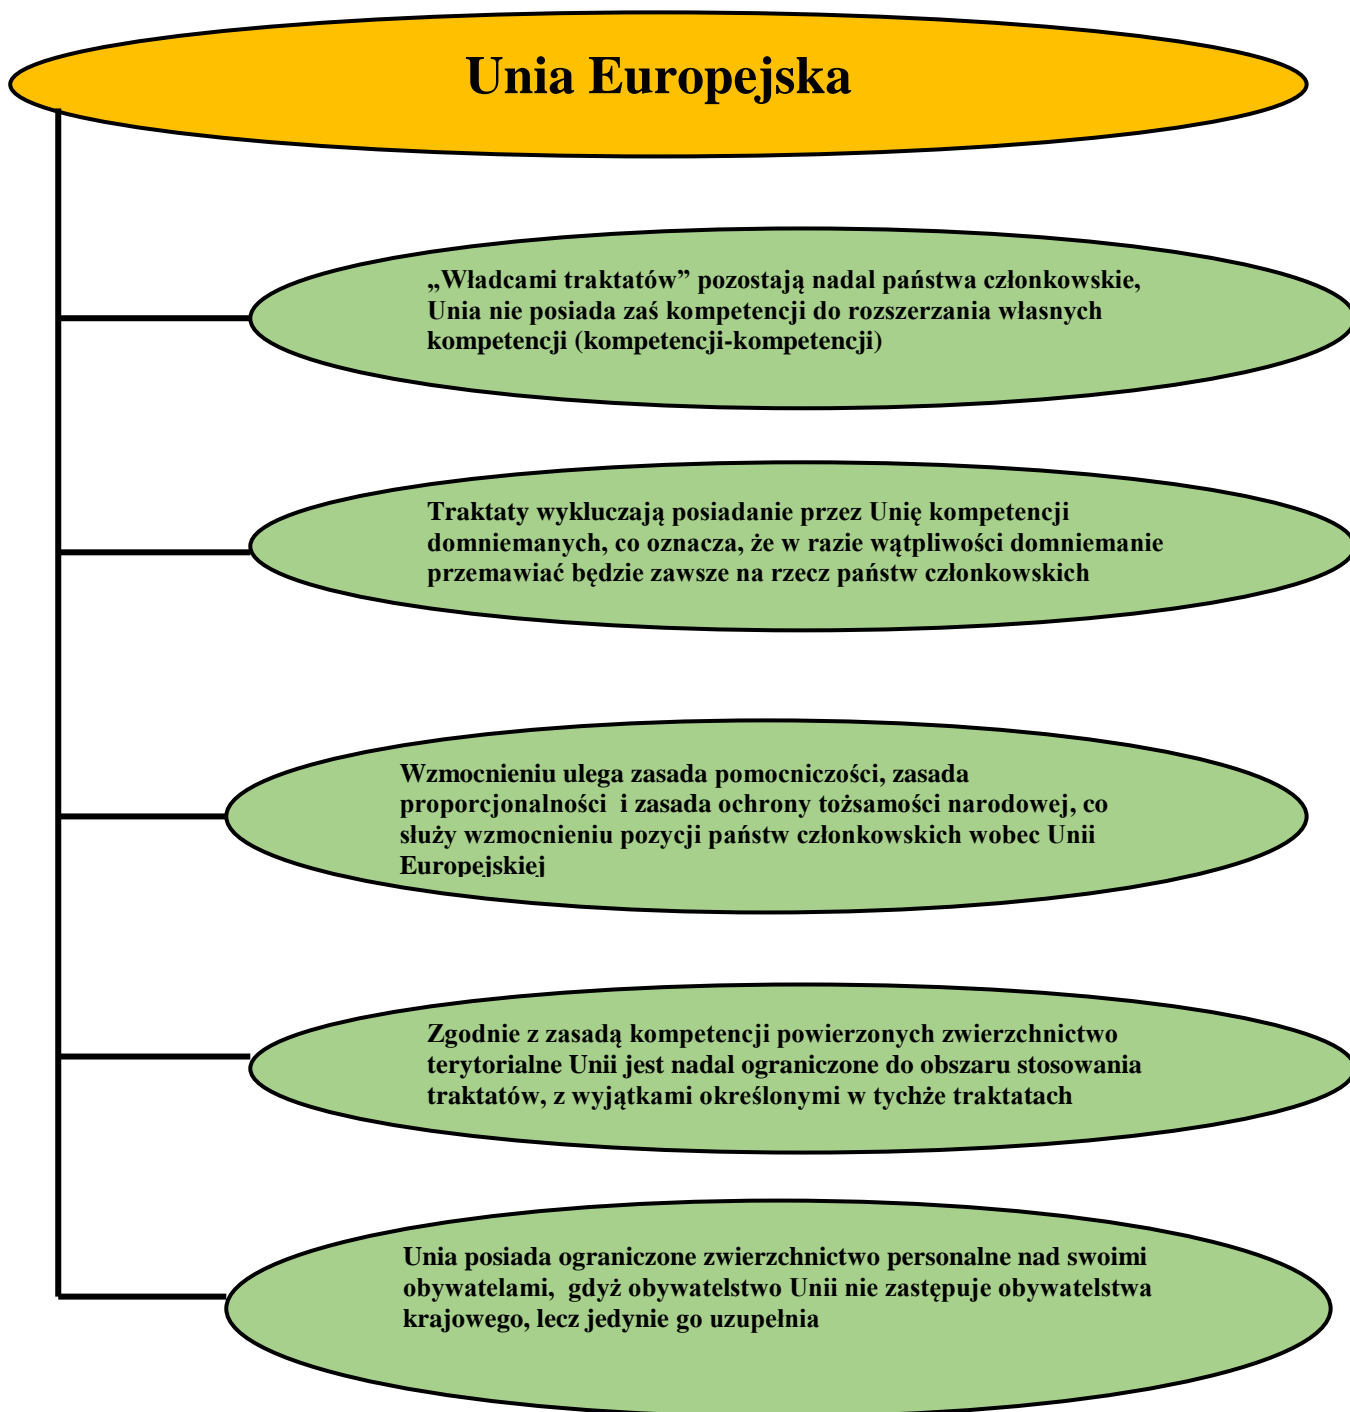 Unia Europejska
„Władcami traktatów” pozostają nadal państwa członkowskie,
Unia nie posiada zaś kompetencji do rozszerzania własnych
kompetencji (kompetencji-kompetencji)
Traktaty wykluczają posiadanie przez Unię kompetencji
domniemanych, co oznacza, że w razie wątpliwości domniemanie
przemawiać będzie zawsze na rzecz państw członkowskich
Wzmocnieniu ulega zasada pomocniczości, zasada
proporcjonalności i zasada ochrony tożsamości narodowej, co
służy wzmocnieniu pozycji państw członkowskich wobec Unii
Europejskiej
Zgodnie z zasadą kompetencji powierzonych zwierzchnictwo
terytorialne Unii jest nadal ograniczone do obszaru stosowania
traktatów, z wyjątkami określonymi w tychże traktatach
Unia posiada ograniczone zwierzchnictwo personalne nad swoimi
obywatelami, gdyż obywatelstwo Unii nie zastępuje obywatelstwa
krajowego, lecz jedynie go uzupełnia